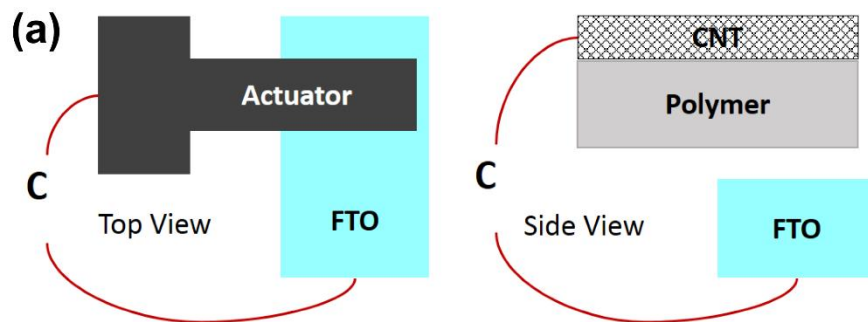 (a)
Actuator
C
Top View
FTO
CNT
Polymer
C
Side View
FTO